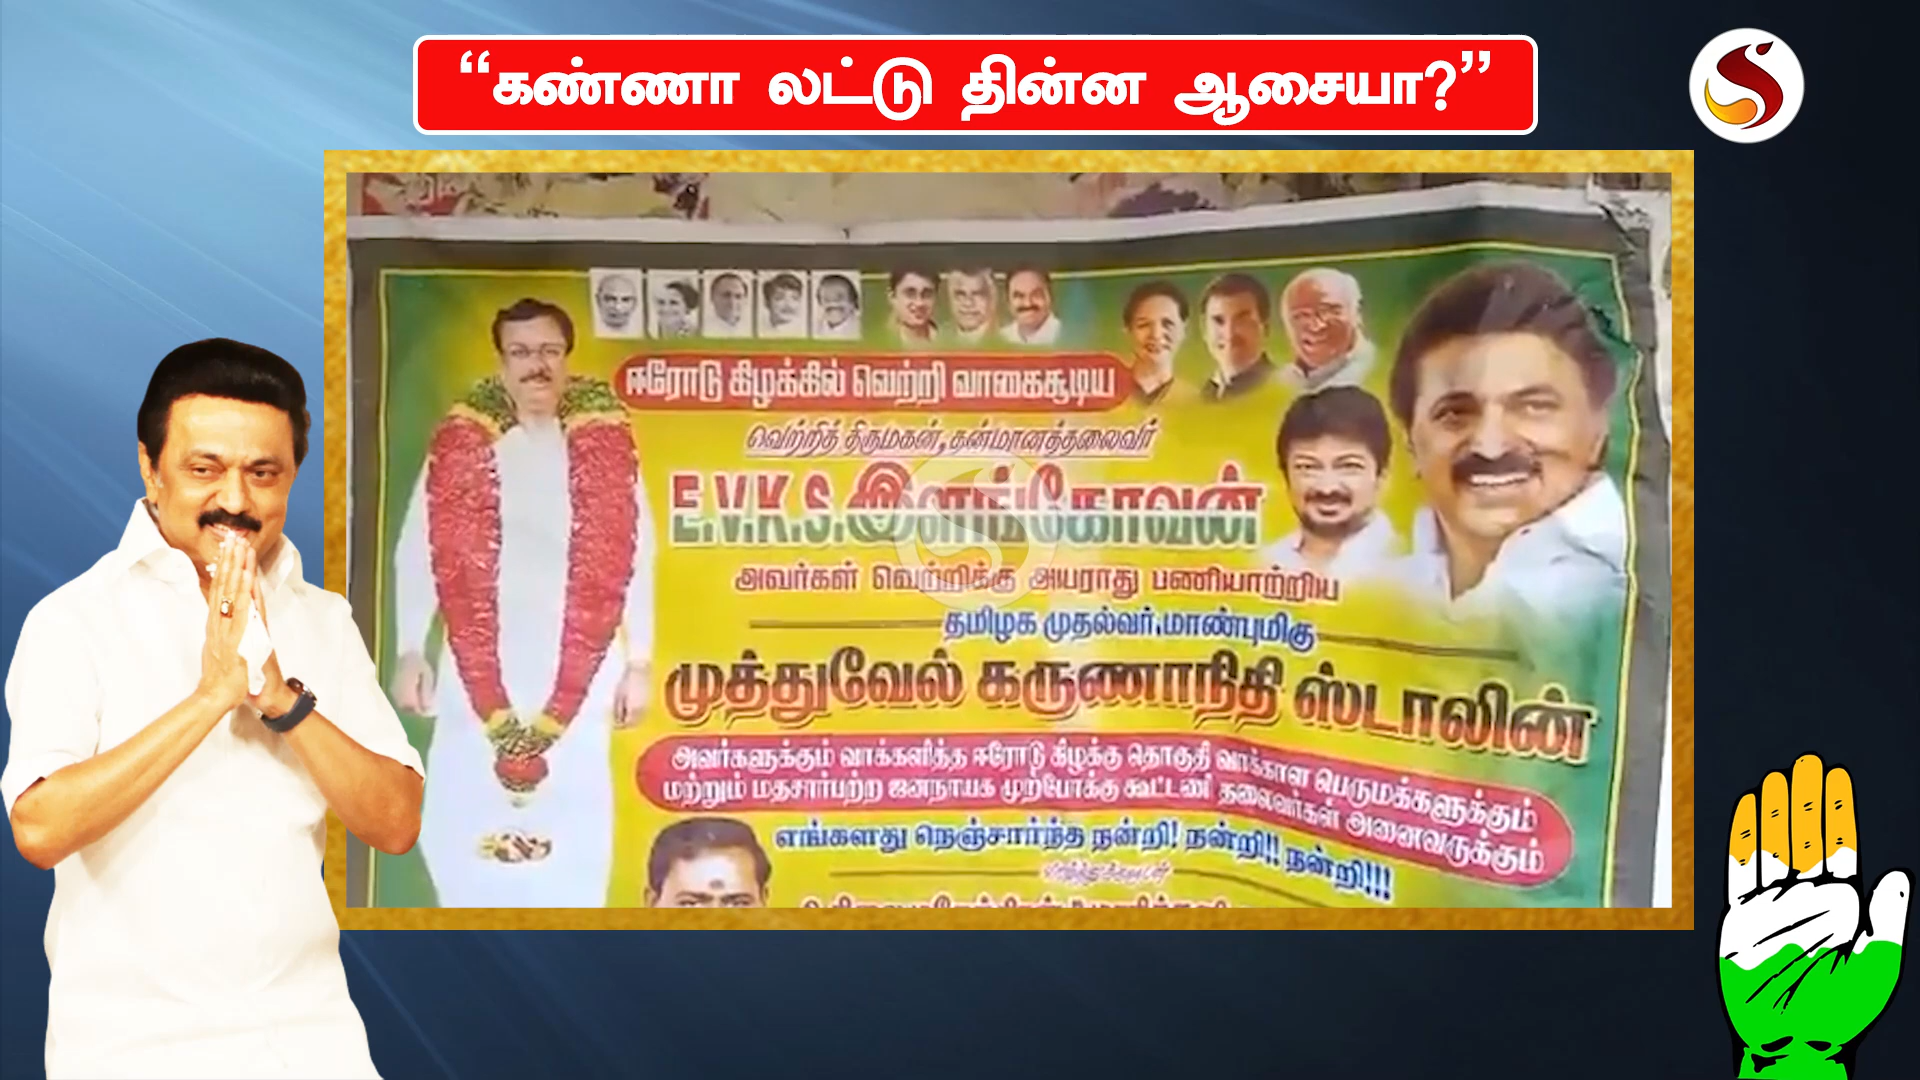 “கண்ணா லட்டு தின்ன ஆசையா?”
ஈரோடு கிழக்கில் வெற்றி வாகைசூடிய
வெற்றித் திருமகன், தன்மானத்தலைவர்
E.V.K.S.இளங்கோவன்
அவர்கள் வெற்றிக்கு அயராது பணியாற்றிய
தமிழக முதல்வர்.மாண்புமிகு
முத்துவேல் கருணாநிதி ஸ்டாலின்
அவர்களுக்கும் வாக்களித்த ஈரோடு கிழக்கு தொகுதி வாக்காள பெருமக்களுக்கும்
மற்றும் மதசார்பற்ற ஜனநாயக முற்போக்கு கூட்டணி தலைவர்கள் அனைவருக்கும்
எங்களது நெஞ்சார்ந்த நன்றி! நன்றி!! நன்றி!!!